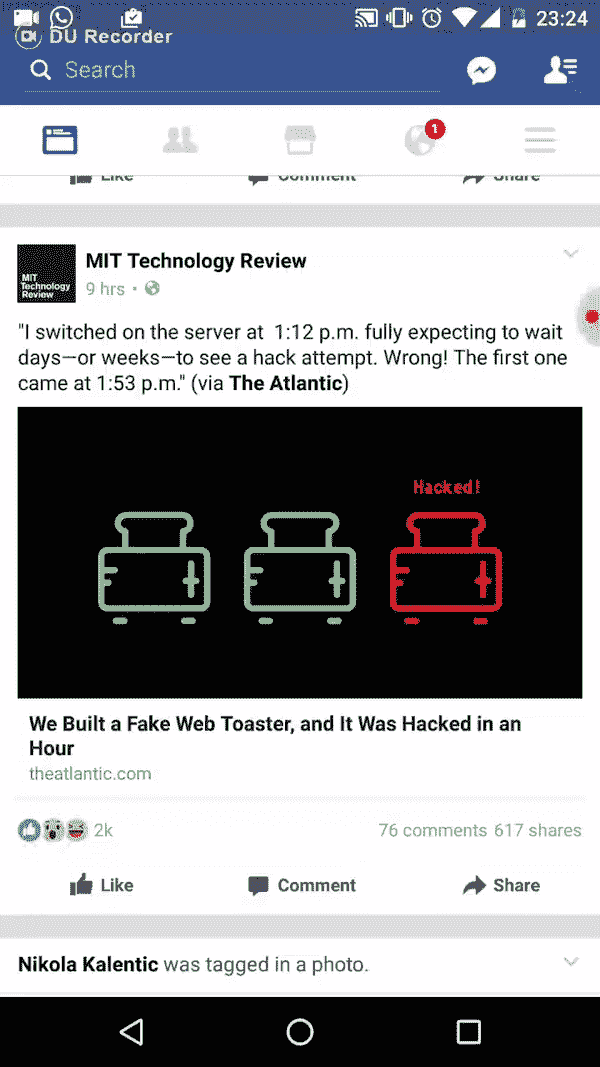 23:24
DU Recorder
Search
1
Like Comment Share
MIT Technology Review
MIT
Technology
Review
9 hrs
"I switched on the server at 1:12 p.m. fully expecting to wait
days—or weeks—to see a hack attempt. Wrong! The first one
came at 1:53 p.m." (via The Atlantic)
Hacked!
We Built a Fake Web Toaster, and It Was Hacked in an
Hour
theatlantic.com
2k 76 comments 617 shares
Like Comment Share
Nikola Kalentic was tagged in a photo.